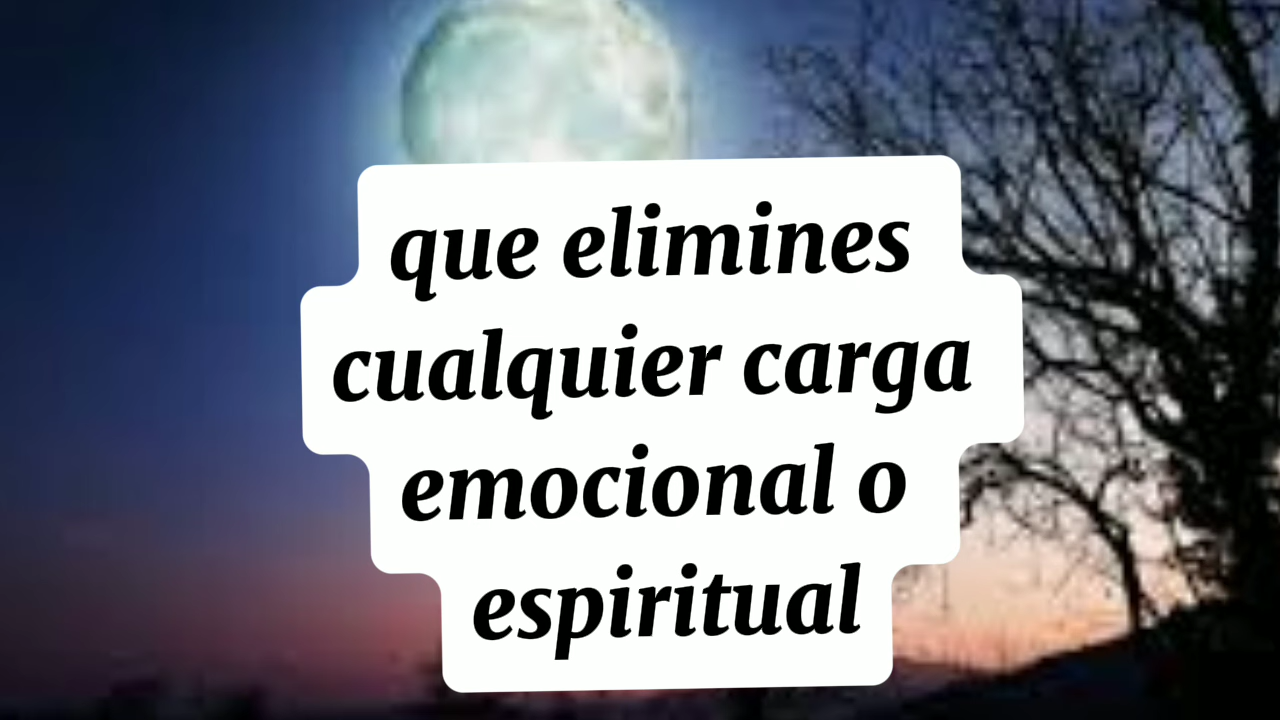 que elimines
cualquier carga
emocional o
espiritual